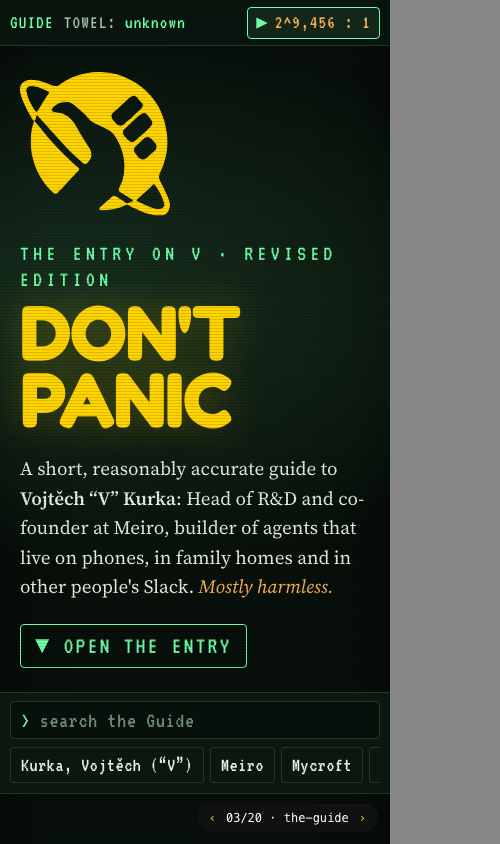 GUIDE TOWEL: unknown
▶ 2^9,456 : 1
THE ENTRY ON V · REVISED
EDITION
DON'T
PANIC
A short, reasonably accurate guide to
Vojtěch “V” Kurka: Head of R&D and co-
founder at Meiro, builder of agents that
live on phones, in family homes and in
other people's Slack. Mostly harmless.
▼ OPEN THE ENTRY
❯ search the Guide
Kurka, Vojtěch (“V”) Meiro Mycroft
‹ 03/20 · the-guide ›